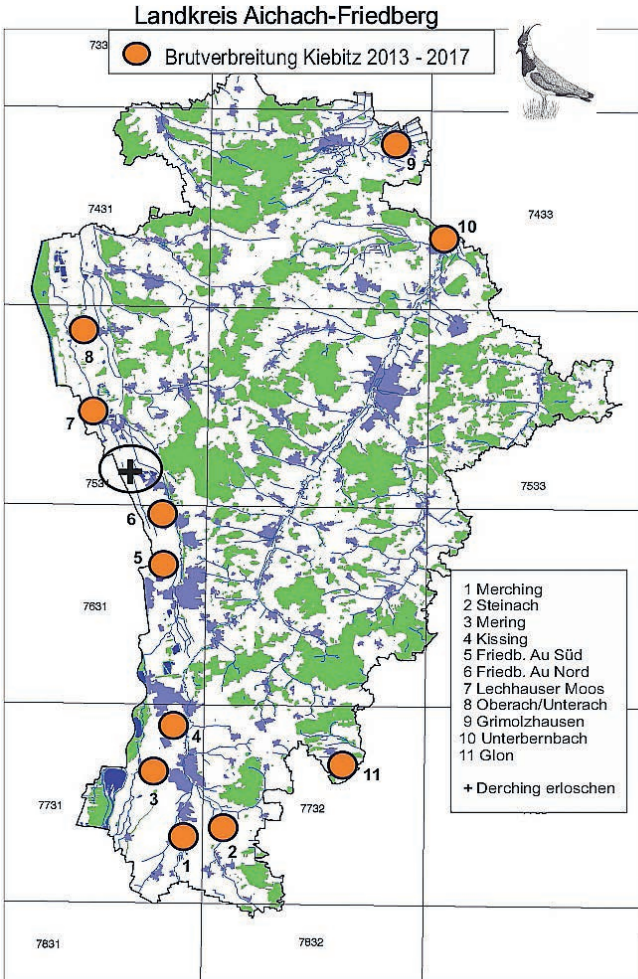 Landkreis Aichach-Friedberg
Brutverbreitung Kiebitz 2013 - 2017
9
7431
10
7433
8
7
7531
7533
6
5
7631
1 Merching
2 Steinach
3 Mering
4 Kissing
5 Friedb. Au Süd
6 Friedb. Au Nord
7 Lechhauser Moos
8 Oberach/Unterach
9 Grimolzhausen
10 Unterbernbach
11 Glon
+ Derching erloschen
4
11
3
7731
7732
2
1
7831
7832